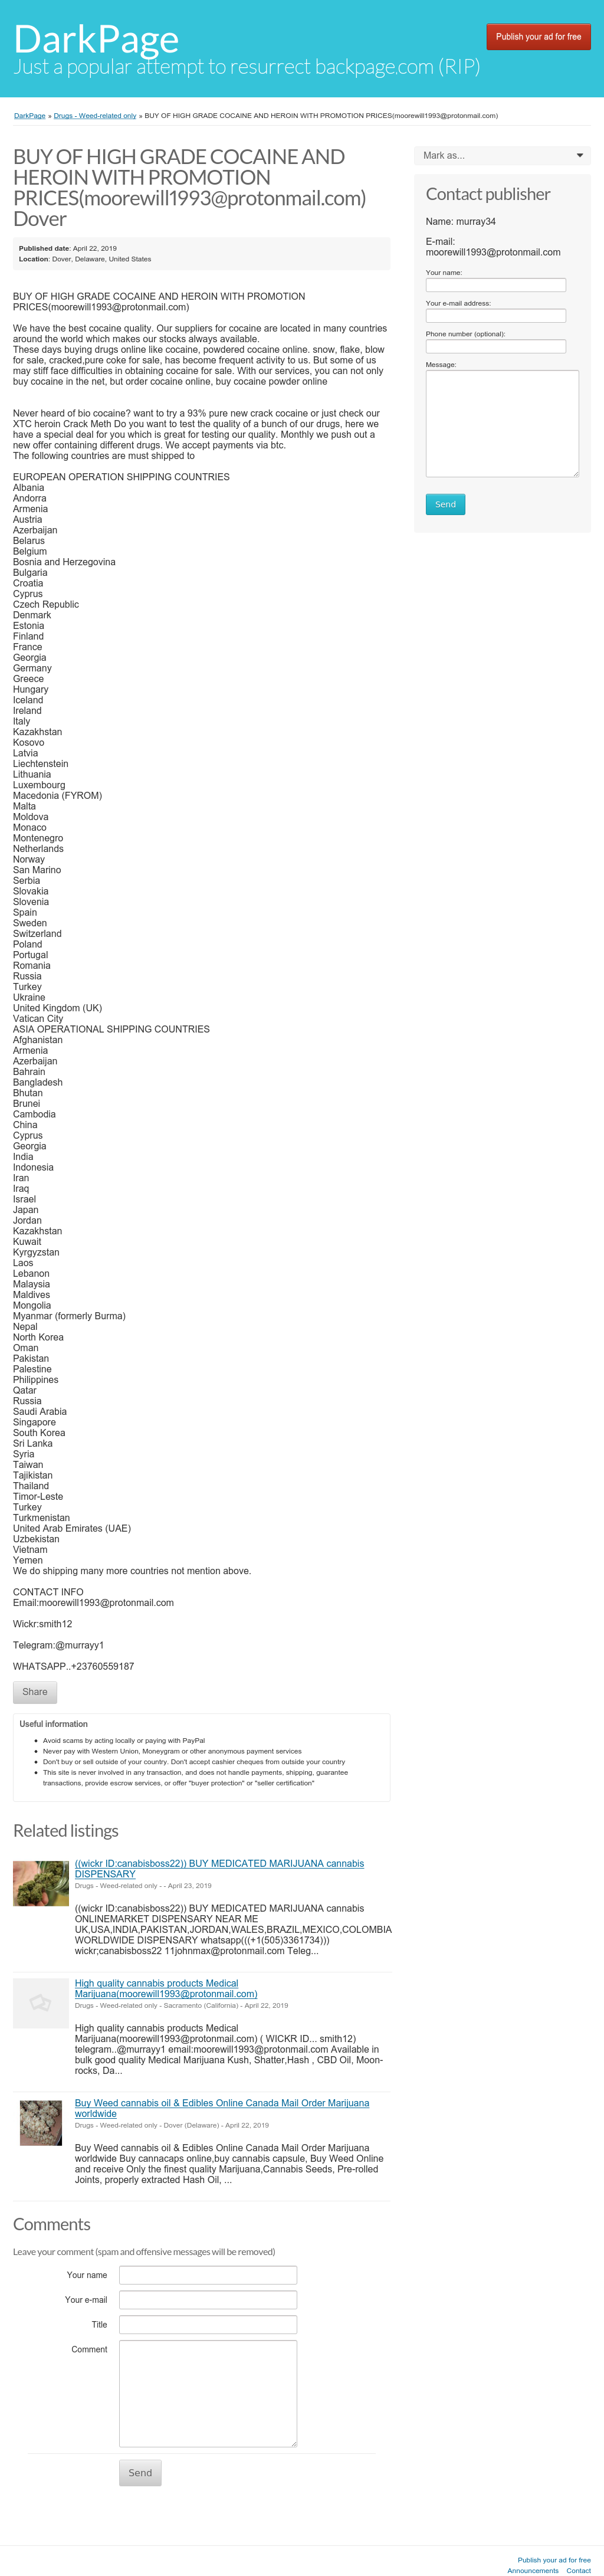 DarkPage
Just a popular attempt to resurrect backpage.com (RIP)
Publish your ad for free
DarkPage » Drugs - Weed-related only » BUY OF HIGH GRADE COCAINE AND HEROIN WITH PROMOTION PRICES(moorewill1993@protonmail.com)
BUY OF HIGH GRADE COCAINE AND
HEROIN WITH PROMOTION
PRICES(moorewill1993@protonmail.com)
Dover
Published date: April 22, 2019
Location: Dover, Delaware, United States
BUY OF HIGH GRADE COCAINE AND HEROIN WITH PROMOTION
PRICES(moorewill1993@protonmail.com)
We have the best cocaine quality. Our suppliers for cocaine are located in many countries
around the world which makes our stocks always available.
These days buying drugs online like cocaine, powdered cocaine online. snow, flake, blow
for sale, cracked,pure coke for sale, has become frequent activity to us. But some of us
may stiff face difficulties in obtaining cocaine for sale. With our services, you can not only
buy cocaine in the net, but order cocaine online, buy cocaine powder online
Never heard of bio cocaine? want to try a 93% pure new crack cocaine or just check our
XTC heroin Crack Meth Do you want to test the quality of a bunch of our drugs, here we
have a special deal for you which is great for testing our quality. Monthly we push out a
new offer containing different drugs. We accept payments via btc.
The following countries are must shipped to
EUROPEAN OPERATION SHIPPING COUNTRIES
Albania
Andorra
Armenia
Austria
Azerbaijan
Belarus
Belgium
Bosnia and Herzegovina
Bulgaria
Croatia
Cyprus
Czech Republic
Denmark
Estonia
Finland
France
Georgia
Germany
Greece
Hungary
Iceland
Ireland
Italy
Kazakhstan
Kosovo
Latvia
Liechtenstein
Lithuania
Luxembourg
Macedonia (FYROM)
Malta
Moldova
Monaco
Montenegro
Netherlands
Norway
San Marino
Serbia
Slovakia
Slovenia
Spain
Sweden
Switzerland
Poland
Portugal
Romania
Russia
Turkey
Ukraine
United Kingdom (UK)
Vatican City
ASIA OPERATIONAL SHIPPING COUNTRIES
Afghanistan
Armenia
Azerbaijan
Bahrain
Bangladesh
Bhutan
Brunei
Cambodia
China
Cyprus
Georgia
India
Indonesia
Iran
Iraq
Israel
Japan
Jordan
Kazakhstan
Kuwait
Kyrgyzstan
Laos
Lebanon
Malaysia
Maldives
Mongolia
Myanmar (formerly Burma)
Nepal
North Korea
Oman
Pakistan
Palestine
Philippines
Qatar
Russia
Saudi Arabia
Singapore
South Korea
Sri Lanka
Syria
Taiwan
Tajikistan
Thailand
Timor-Leste
Turkey
Turkmenistan
United Arab Emirates (UAE)
Uzbekistan
Vietnam
Yemen
We do shipping many more countries not mention above.
CONTACT INFO
Email:moorewill1993@protonmail.com
Wickr:smith12
Telegram:@murrayy1
WHATSAPP..+23760559187
Share
Useful information
Avoid scams by acting locally or paying with PayPal
Never pay with Western Union, Moneygram or other anonymous payment services
Don't buy or sell outside of your country. Don't accept cashier cheques from outside your country
This site is never involved in any transaction, and does not handle payments, shipping, guarantee
transactions, provide escrow services, or offer "buyer protection" or "seller certification"
Related listings
((wickr ID:canabisboss22)) BUY MEDICATED MARIJUANA cannabis
DISPENSARY
Drugs - Weed-related only - - April 23, 2019
((wickr ID:canabisboss22)) BUY MEDICATED MARIJUANA cannabis
ONLINEMARKET DISPENSARY NEAR ME
UK,USA,INDIA,PAKISTAN,JORDAN,WALES,BRAZIL,MEXICO,COLOMBIA
WORLDWIDE DISPENSARY whatsapp(((+1(505)3361734)))
wickr;canabisboss22 11johnmax@protonmail.com Teleg...
High quality cannabis products Medical
Marijuana(moorewill1993@protonmail.com)
Drugs - Weed-related only - Sacramento (California) - April 22, 2019
High quality cannabis products Medical
Marijuana(moorewill1993@protonmail.com) ( WICKR ID... smith12)
telegram..@murrayy1 email:moorewill1993@protonmail.com Available in
bulk good quality Medical Marijuana Kush, Shatter,Hash , CBD Oil, Moon-
rocks, Da...
Buy Weed cannabis oil & Edibles Online Canada Mail Order Marijuana
worldwide
Drugs - Weed-related only - Dover (Delaware) - April 22, 2019
Buy Weed cannabis oil & Edibles Online Canada Mail Order Marijuana
worldwide Buy cannacaps online,buy cannabis capsule, Buy Weed Online
and receive Only the finest quality Marijuana,Cannabis Seeds, Pre-rolled
Joints, properly extracted Hash Oil, ...
Comments
Leave your comment (spam and offensive messages will be removed)
Your name
Your e-mail
Title
Comment
Send
Mark as...
Contact publisher
Name: murray34
E-mail:
moorewill1993@protonmail.com
Your name:
Your e-mail address:
Phone number (optional):
Message:
Send
Publish your ad for free
Announcements Contact